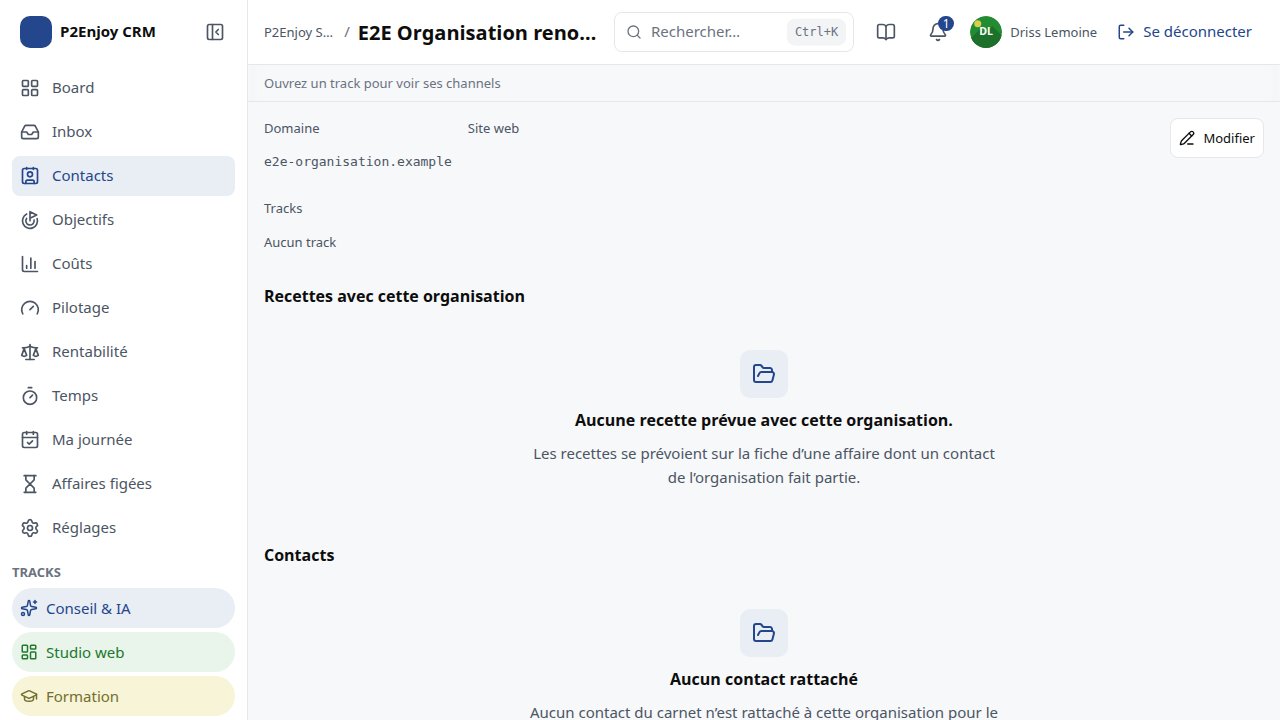 P2Enjoy CRM
P2Enjoy S... / E2E Organisation reno...
Rechercher... Ctrl+K
1
DL
Driss Lemoine
Se déconnecter
Board
Inbox
Contacts
Objectifs
Coûts
Pilotage
Rentabilité
Temps
Ma journée
Affaires figées
Réglages
TRACKS
Conseil & IA
Studio web
Formation
Ouvrez un track pour voir ses channels
Domaine
e2e-organisation.example
Site web
Modifier
Tracks
Aucun track
Recettes avec cette organisation
Aucune recette prévue avec cette organisation.
Les recettes se prévoient sur la fiche d’une affaire dont un contact
de l’organisation fait partie.
Contacts
Aucun contact rattaché
Aucun contact du carnet n’est rattaché à cette organisation pour le